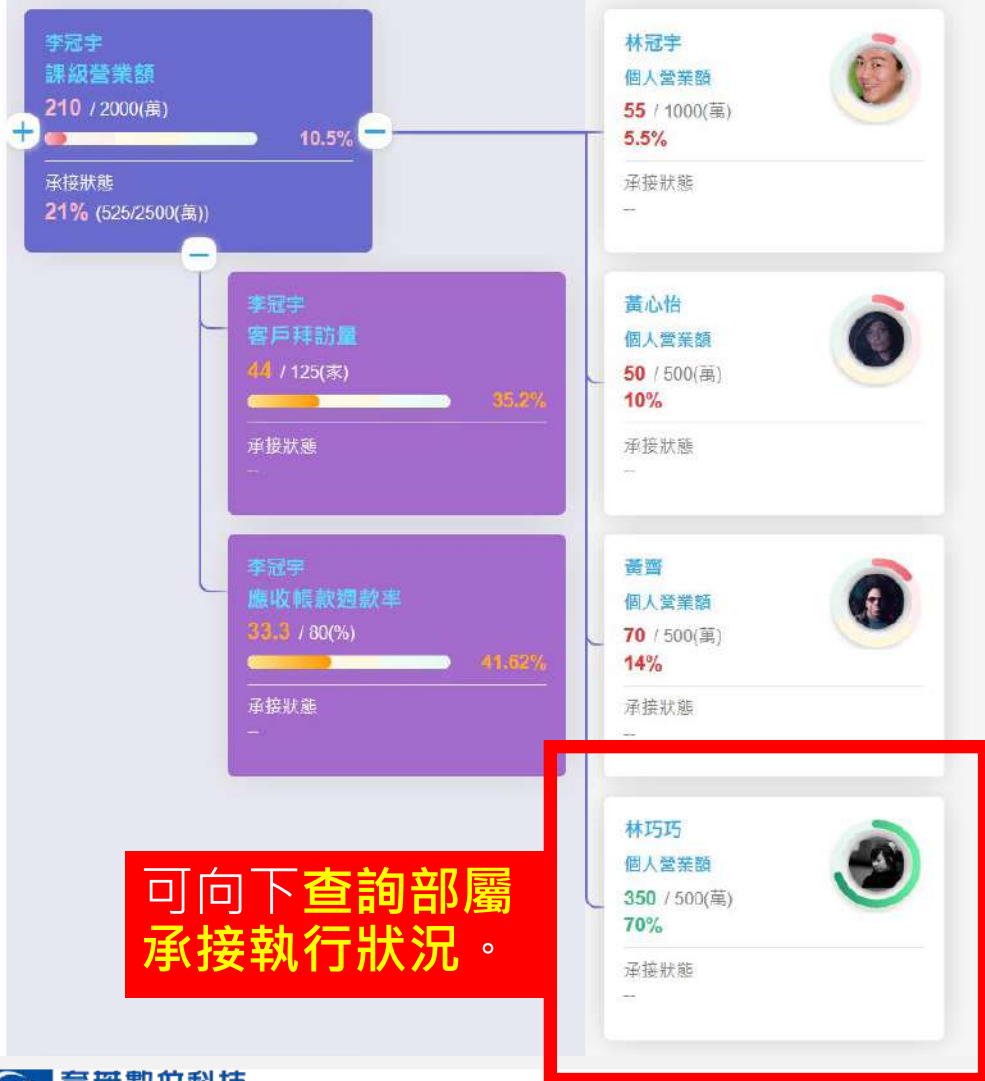 李冠宇
課級營業額
210 / 2000(萬)
10.5%
承接狀態
21% (525/2500(萬))
李冠宇
客戶拜訪量
44 / 125(家)
35.2%
承接狀態
--
李冠宇
應收帳款週款率
33.3 / 80(%)
41.62%
承接狀態
--
林冠宇
個人營業額
55 / 1000(萬)
5.5%
承接狀態
--
黃心怡
個人營業額
50 / 500(萬)
10%
承接狀態
--
黃齊
個人營業額
70 / 500(萬)
14%
承接狀態
--
林巧巧
個人營業額
350 / 500(萬)
70%
承接狀態
--
可向下查詢部屬
承接執行狀況。
數位科技